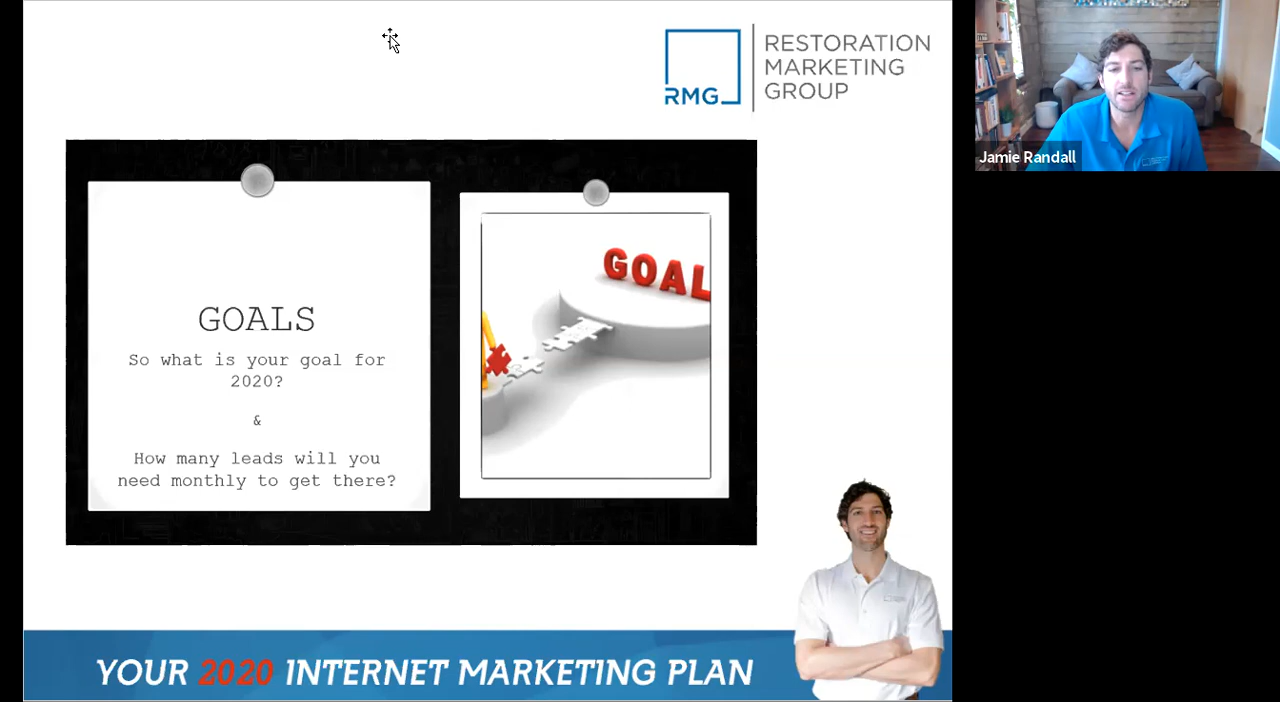 RESTORATION
MARKETING
GROUP
RMG
Jamie Randall
GOAL
GOALS
So what is your goal for
2020?
&
How many leads will you
need monthly to get there?
YOUR 2020 INTERNET MARKETING PLAN